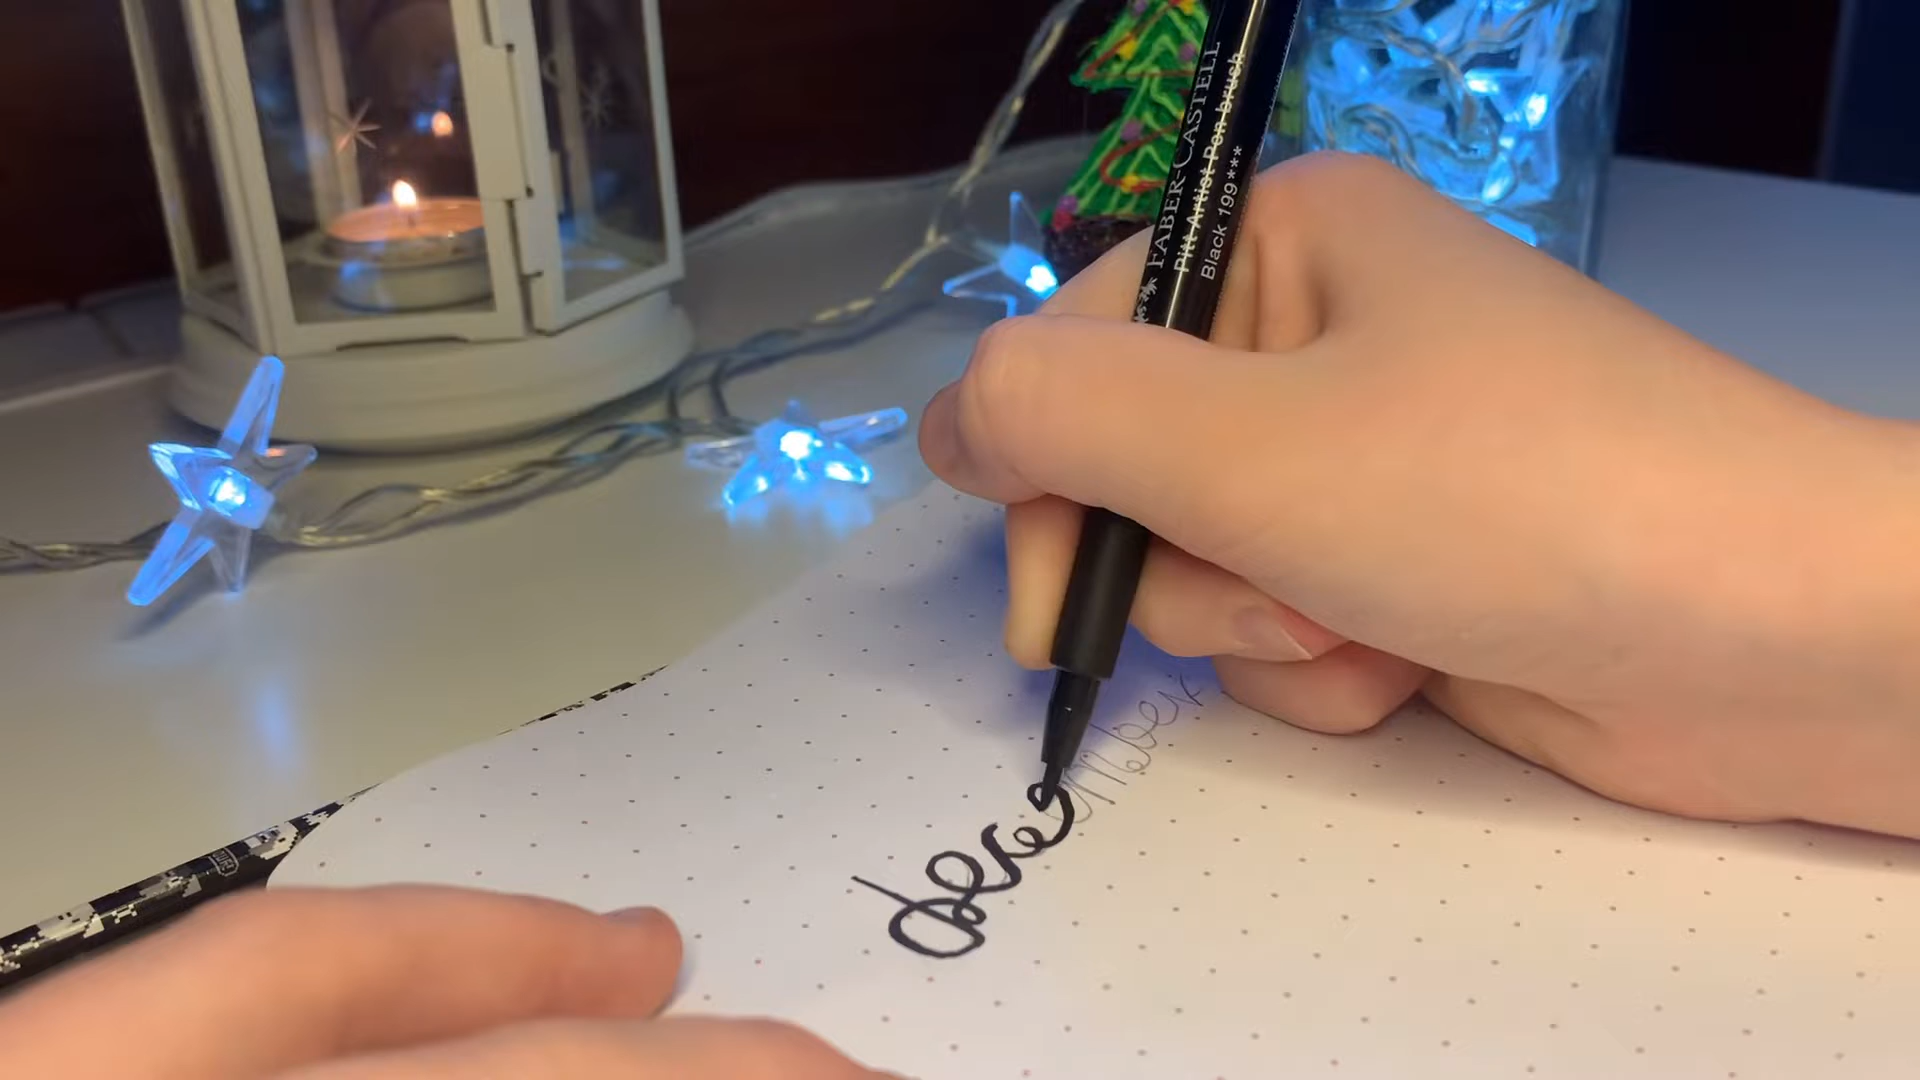 FABER-CASTELL
Pitt Artist Pen brush
Black 199***
december